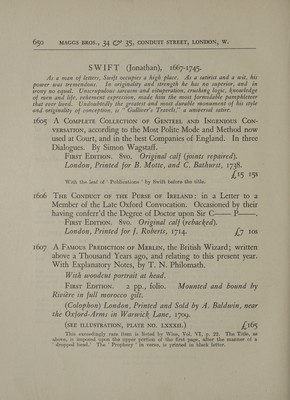 650 MAGGS BROS., 34 & 35, CONDUIT STREET, LONDON, W.
SWIFT (Jonathan), 1667-1745.
As a man of letters, Swift occupies a high place. As a satirist and a wit, his
power was tremendous. In originality and strength he has no superior, and in
irony no equal. Unscrupulous sarcasm and vituperation, crushing logic, knowledge
of men and life, vehement expression, made him the most formidable pamphleteer
that ever lived. Undoubtedly the greatest and most durable monument of his style
and originality of conception, is "Gulliver's Travels," a universal satire.
1605 A Complete Collection of Genteel and Ingenious Con-
versation, according to the Most Polite Mode and Method now
used at Court, and in the best Companies of England. In three
Dialogues. By Simon Wagstaff.
First Edition. 8vo. Original calf (joints repaired).
London, Printed for B. Motte, and C. Bathurst, 1738.
£15 15s
With the leaf of 'Publications' by Swift before the title.
1606 The Conduct of the Purse of Ireland: in a Letter to a
Member of the Late Oxford Convocation. Occasioned by their
having conferr'd the Degree of Doctor upon Sir C—— P——.
First Edition. 8vo. Original calf (rebacked).
London, Printed for J. Roberts, 1714. £7 10s
1607 A Famous Prediction of Merlin, the British Wizard; written
above a Thousand Years ago, and relating to this present year.
With Explanatory Notes, by T. N. Philomath.
With woodcut portrait at head.
First Edition. 2 pp., folio. Mounted and bound by
Rivière in full morocco gilt.
(Colophon) London, Printed and Sold by A. Baldwin, near
the Oxford-Arms in Warwick Lane, 1709.
(SEE ILLUSTRATION, PLATE NO. LXXXII.) £165
This exceedingly rare item is listed by Wise, Vol. VI, p. 22. The Title, as
above, is imposed upon the upper portion of the first page, after the manner of a
'dropped head.' The 'Prophecy' in verse, is printed in black letter.